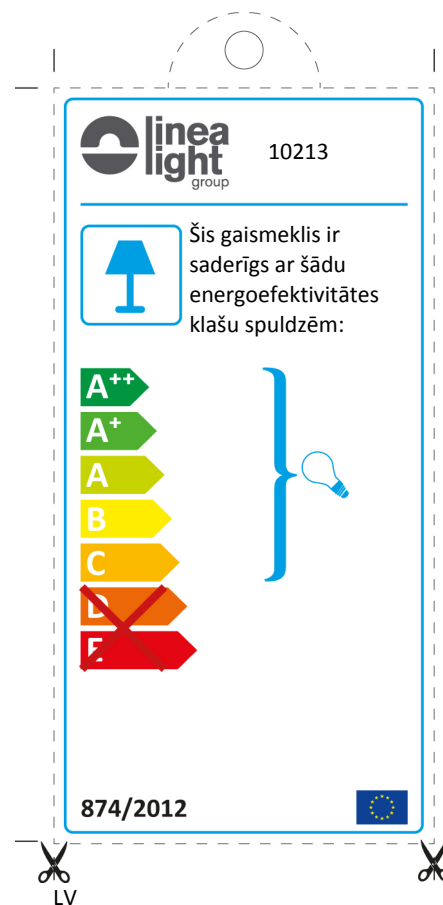 linea
light
group
10213
Šis gaismeklis ir
saderīgs ar šādu
energoefektivitātes
klašu spuldzēm:
A++
A+
A
B
C
D
E
874/2012
LV